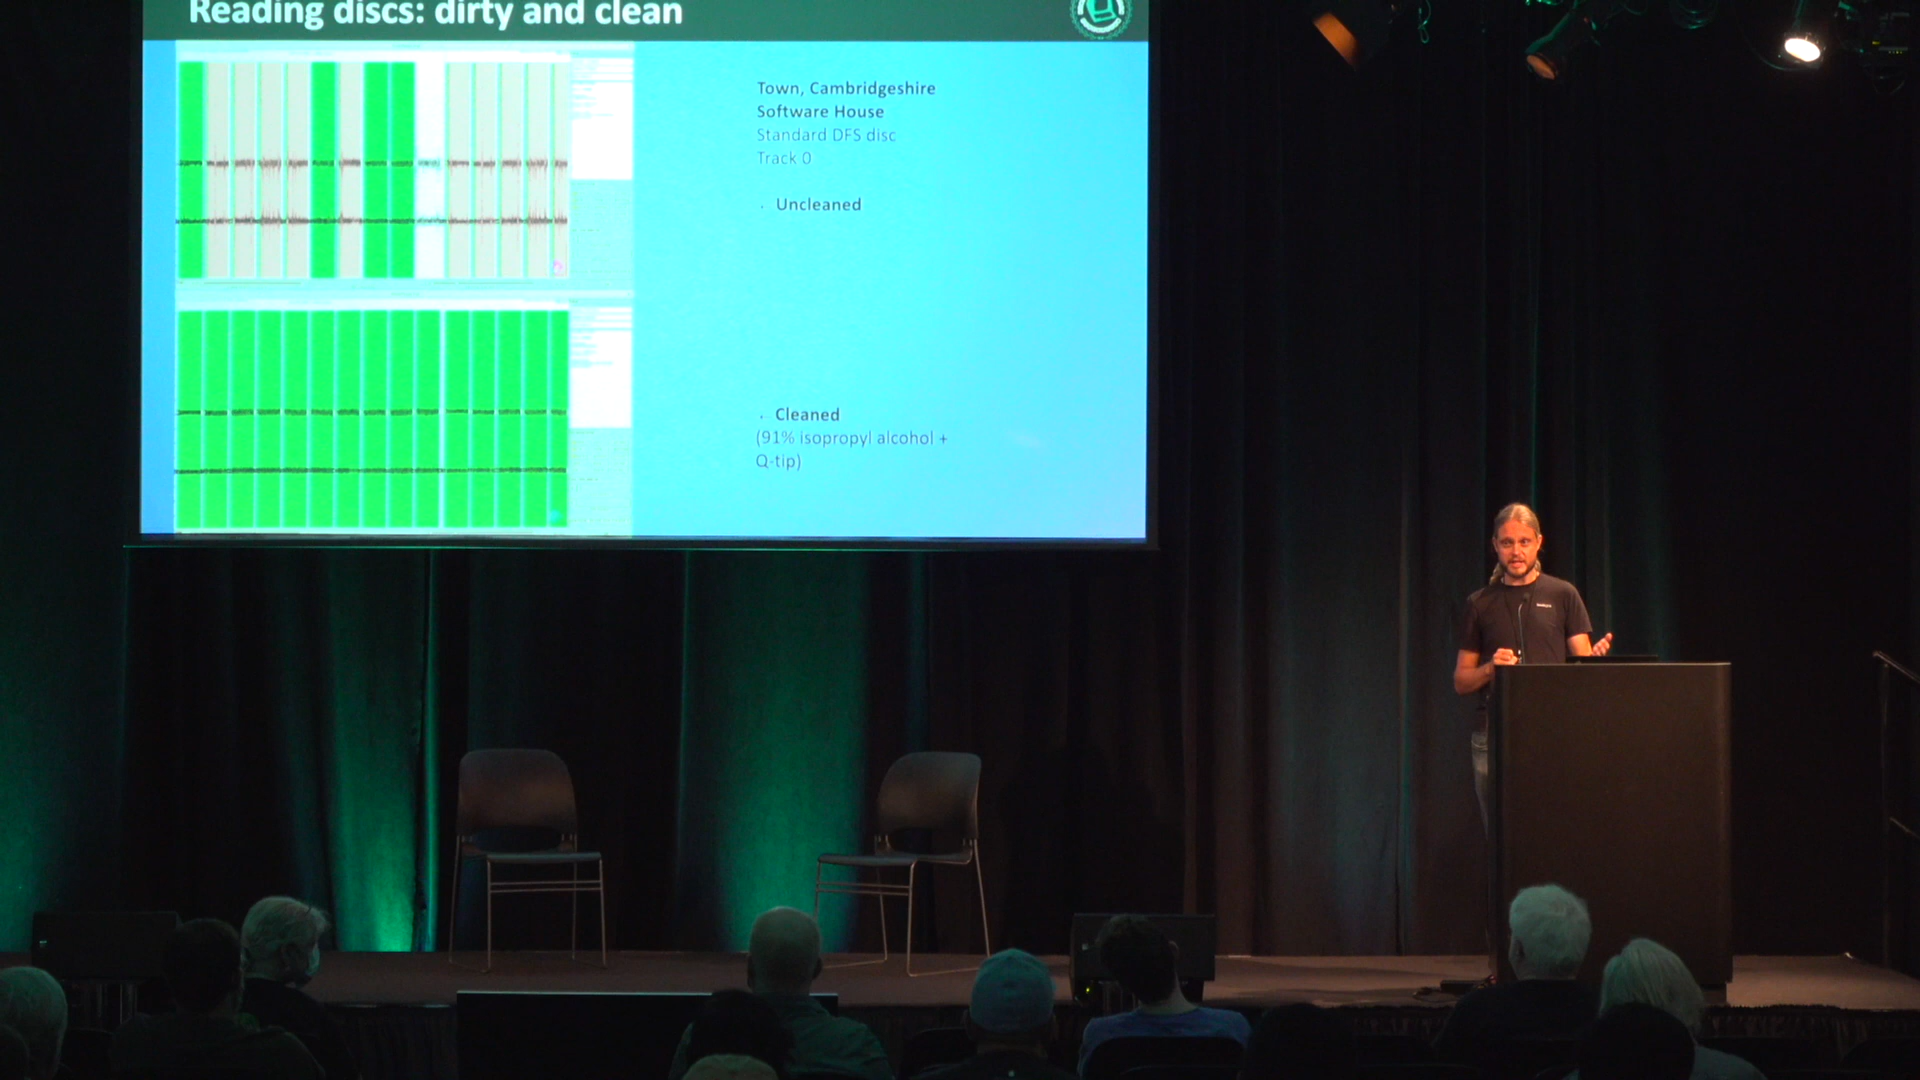 Reading discs: dirty and clean
Town, Cambridgeshire
Software House
Standard DFS disc
Track 0
Uncleaned
Cleaned
(91% isopropyl alcohol +
Q-tip)